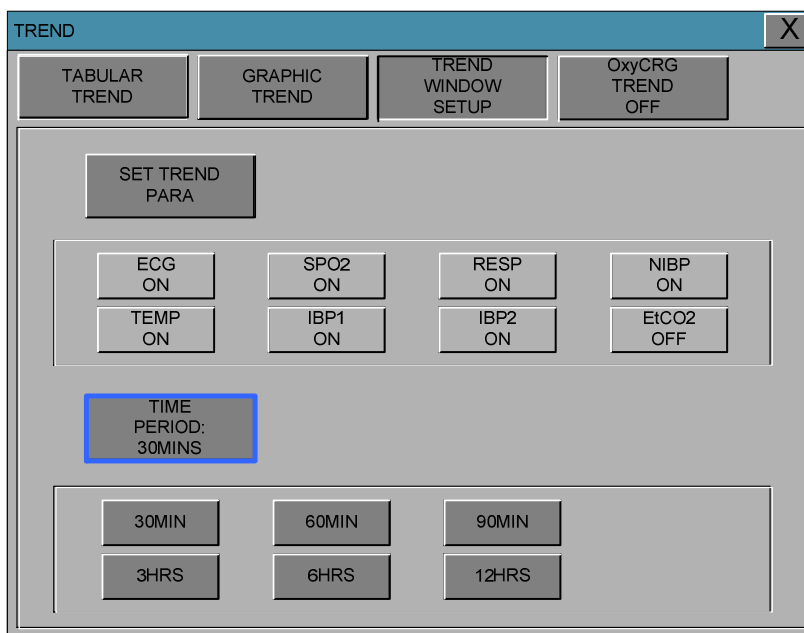 TREND
X
TABULAR
TREND
GRAPHIC
TREND
TREND
WINDOW
SETUP
OxyCRG
TREND
OFF
SET TREND
PARA
ECG
ON
SPO2
ON
RESP
ON
NIBP
ON
TEMP
ON
IBP1
ON
IBP2
ON
EtCO2
OFF
TIME
PERIOD:
30MINS
30MIN
60MIN
90MIN
3HRS
6HRS
12HRS